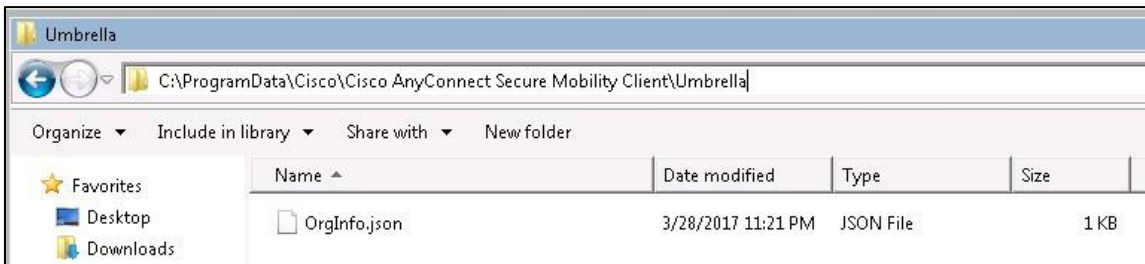 Umbrella
C:\ProgramData\Cisco\Cisco AnyConnect Secure Mobility Client\Umbrella
Organize Include in library Share with New folder
Favorites
Desktop
Downloads
Name Date modified Type Size
OrgInfo.json 3/28/2017 11:21 PM JSON File 1 KB